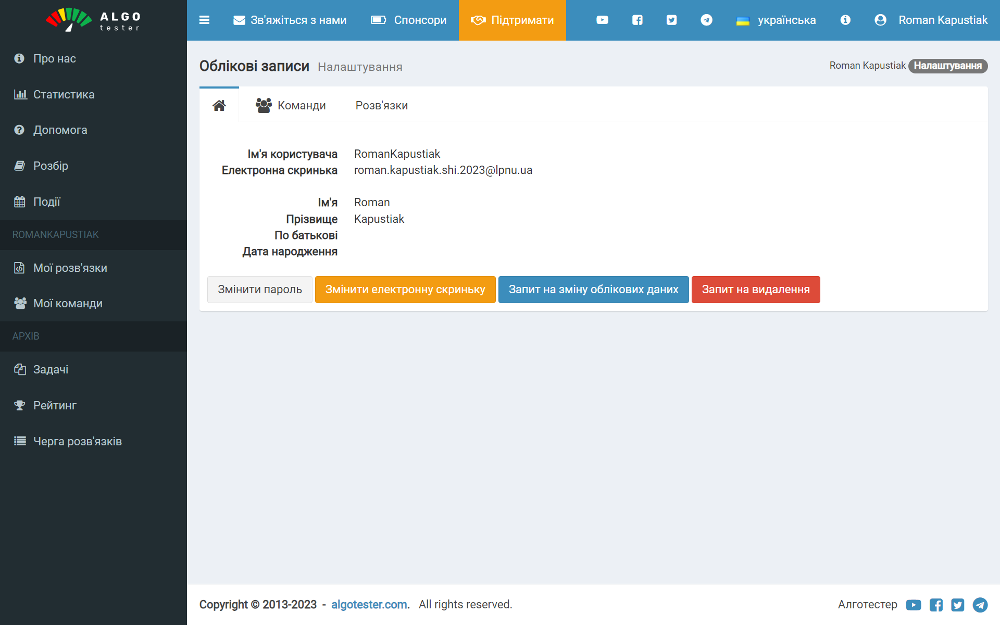 ALGO
tester
Зв'яжіться з нами
Спонсори
Підтримати
українська
Roman Kapustiak
Про нас
Статистика
Допомога
Розбір
Події
ROMANKAPUSTIAK
Мої розв'язки
Мої команди
АРХІВ
Задачі
Рейтинг
Черга розв'язків
Облікові записи Налаштування
Roman Kapustiak Налаштування
Команди
Розв'язки
Ім'я користувача RomanKapustiak
Електронна скринька roman.kapustiak.shi.2023@lpnu.ua
Ім'я Roman
Прізвище Kapustiak
По батькові
Дата народження
Змінити пароль
Змінити електронну скриньку
Запит на зміну облікових даних
Запит на видалення
Copyright © 2013-2023 - algotester.com. All rights reserved.
Алготестер